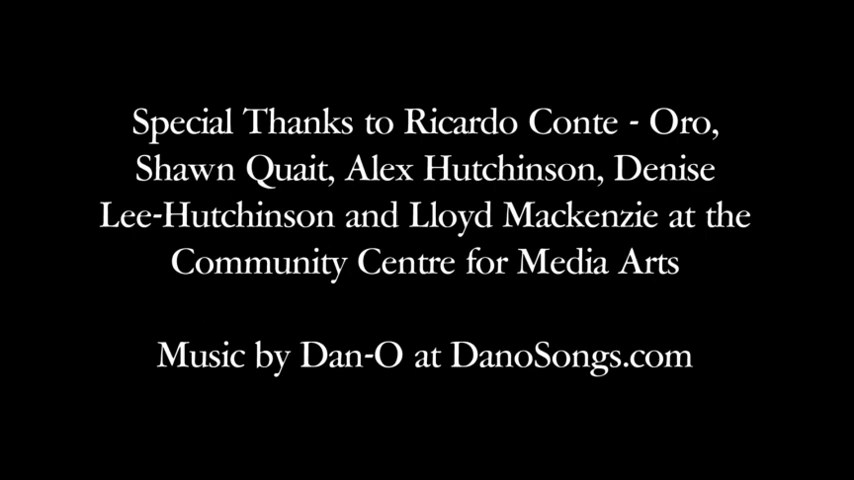 Special Thanks to Ricardo Conte - Oro,
Shawn Quait, Alex Hutchinson, Denise
Lee-Hutchinson and Lloyd Mackenzie at the
Community Centre for Media Arts
Music by Dan-O at DanoSongs.com